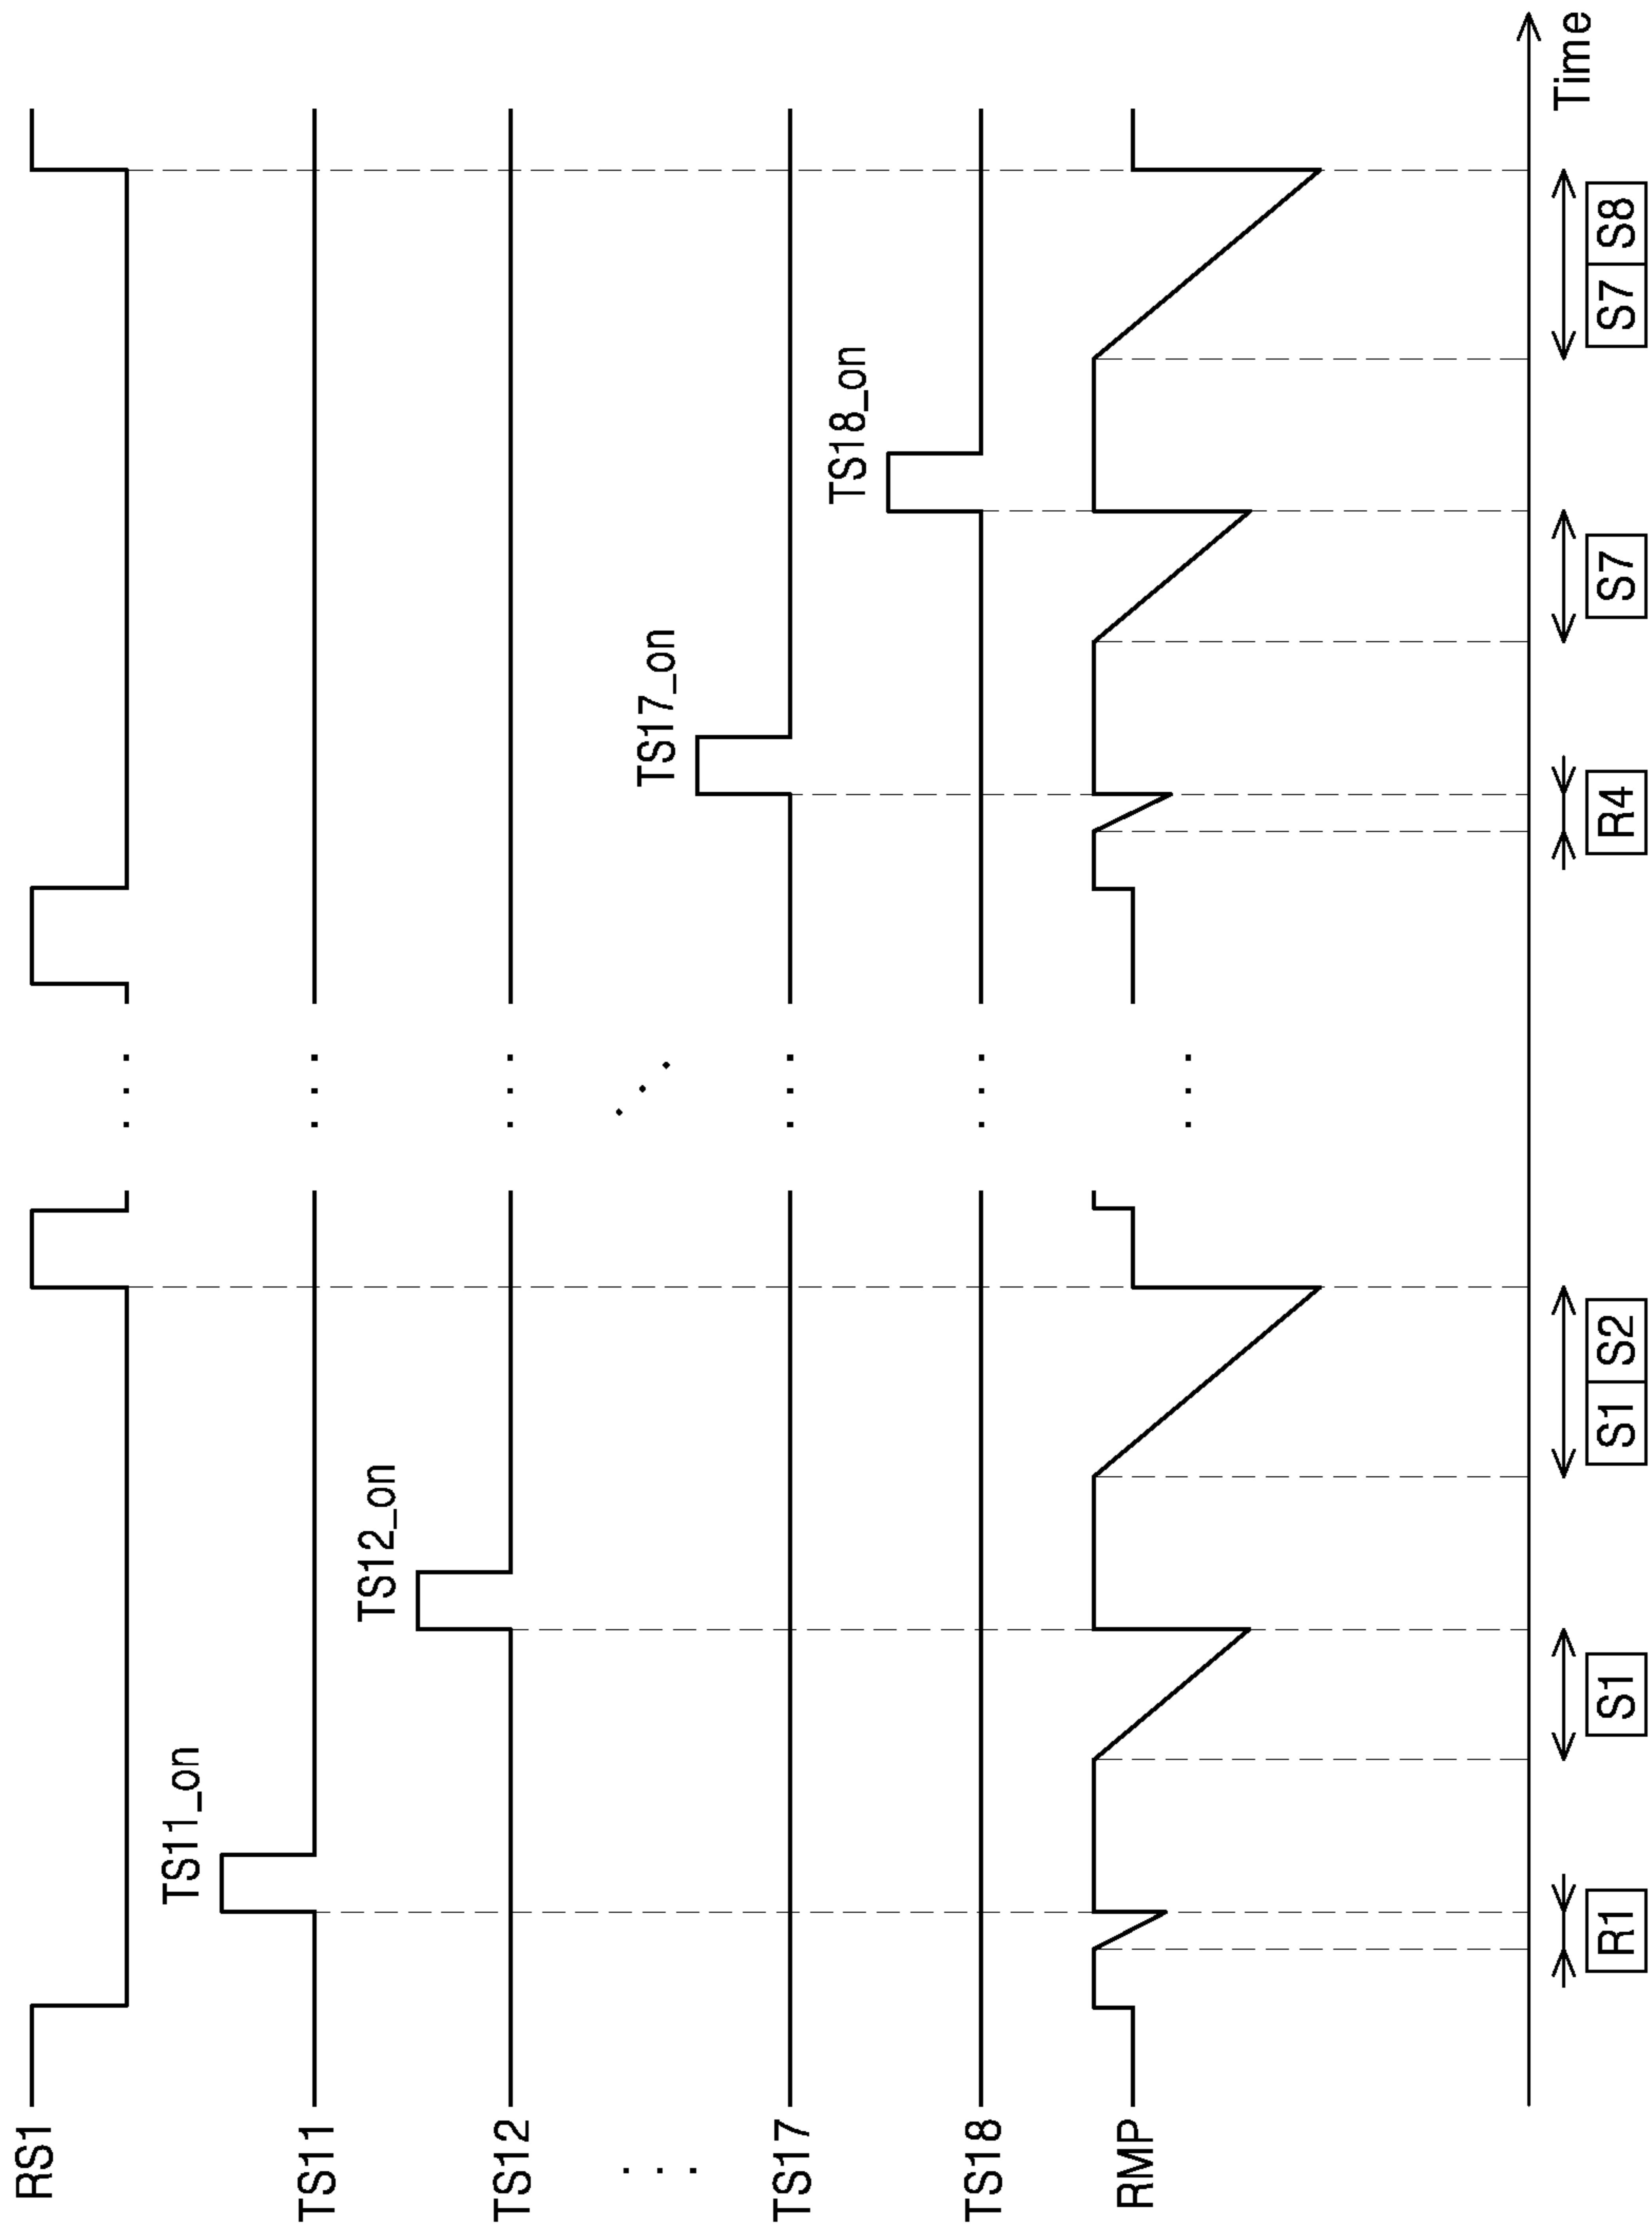 RS1
TS11
TS11_on
TS12
TS12_on
TS17
TS17_on
TS18
TS18_on
RMP
Time
R1
S1
S1 S2
R4
S7
S7 S8